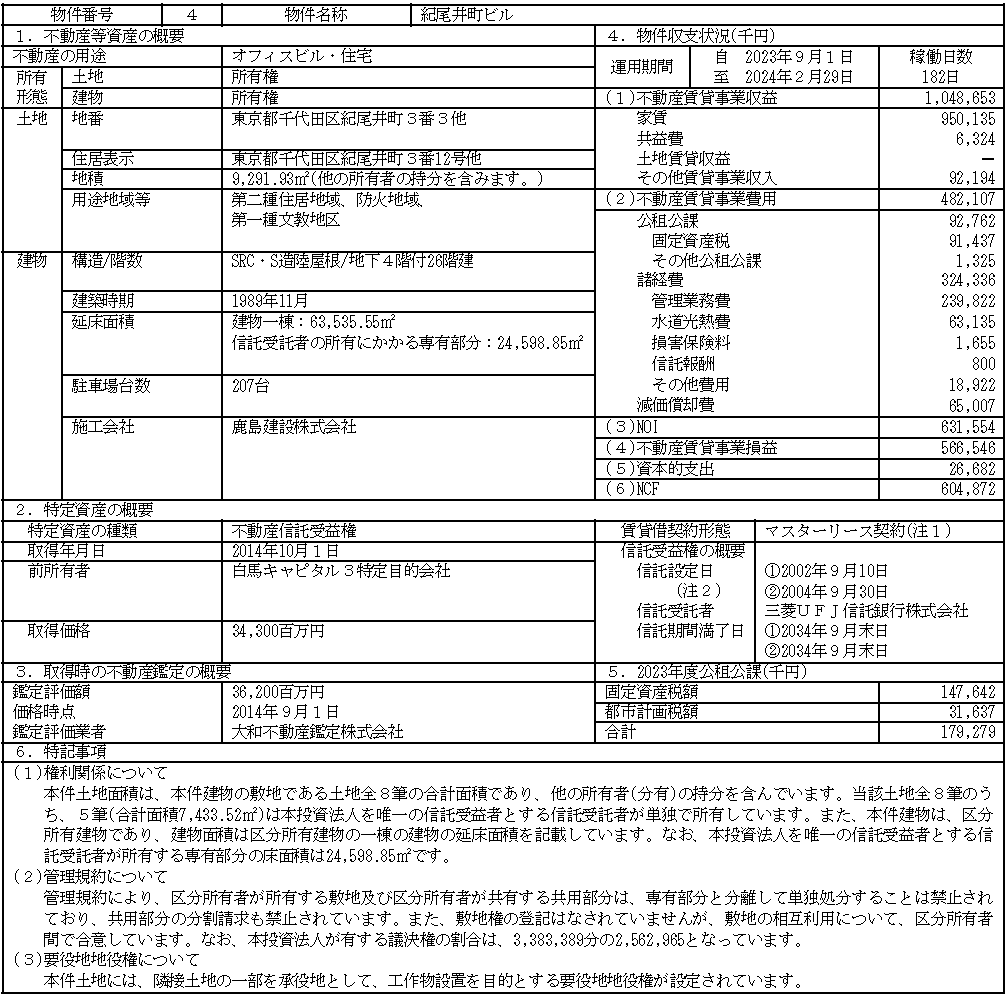 物件番号 ４ 物件名称 紀尾井町ビル
１．不動産等資産の概要
不動産の用途 オフィスビル・住宅
所有 土地 所有権
形態 建物 所有権
土地 地番 東京都千代田区紀尾井町３番３他
住居表示 東京都千代田区紀尾井町３番12号他
地積 9,291.93㎡(他の所有者の持分を含みます。)
用途地域等 第二種住居地域、防火地域、
第一種文教地区
建物 構造/階数 SRC・S造陸屋根/地下４階付26階建
建築時期 1989年11月
延床面積 建物一棟：63,535.55㎡
信託受託者の所有にかかる専有部分：24,598.85㎡
駐車場台数 207台
施工会社 鹿島建設株式会社
４．物件収支状況(千円)
運用期間 自 2023年９月１日 稼働日数
至 2024年２月29日 182日
(１)不動産賃貸事業収益 1,048,653
家賃 950,135
共益費 6,324
土地賃貸収益 ―
その他賃貸事業収入 92,194
(２)不動産賃貸事業費用 482,107
公租公課 92,762
固定資産税 91,437
その他公租公課 1,325
諸経費 324,336
管理業務費 239,822
水道光熱費 63,135
損害保険料 1,655
信託報酬 800
その他費用 18,922
減価償却費 65,007
(３)NOI 631,554
(４)不動産賃貸事業損益 566,546
(５)資本的支出 26,682
(６)NCF 604,872
２．特定資産の概要
特定資産の種類 不動産信託受益権
取得年月日 2014年10月１日
前所有者 白馬キャピタル３特定目的会社
取得価格 34,300百万円
賃貸借契約形態 マスターリース契約(注１)
信託受益権の概要
信託設定日 ①2002年９月10日
(注２) ②2004年９月30日
信託受託者 三菱ＵＦＪ信託銀行株式会社
信託期間満了日 ①2034年９月末日
②2034年９月末日
３．取得時の不動産鑑定の概要
鑑定評価額 36,200百万円
価格時点 2014年９月１日
鑑定評価業者 大和不動産鑑定株式会社
５．2023年度公租公課(千円)
固定資産税額 147,642
都市計画税額 31,637
合計 179,279
６．特記事項
(１)権利関係について
本件土地面積は、本件建物の敷地である土地全８筆の合計面積であり、他の所有者(分有)の持分を含んでいます。当該土地全８筆のう
ち、５筆(合計面積7,433.52㎡)は本投資法人を唯一の信託受益者とする信託受託者が単独で所有しています。また、本件建物は、区分
所有建物であり、建物面積は区分所有建物の一棟の建物の延床面積を記載しています。なお、本投資法人を唯一の信託受益者とする信
託受託者が所有する専有部分の床面積は24,598.85㎡です。
(２)管理規約について
管理規約により、区分所有者が所有する敷地及び区分所有者が共有する共用部分は、専有部分と分離して単独処分することは禁止され
ており、共用部分の分割請求も禁止されています。また、敷地権の登記はなされていませんが、敷地の相互利用について、区分所有者
間で合意しています。なお、本投資法人が有する議決権の割合は、3,383,389分の2,562,965となっています。
(３)要役地地役権について
本件土地には、隣接土地の一部を承役地として、工作物設置を目的とする要役地地役権が設定されています。